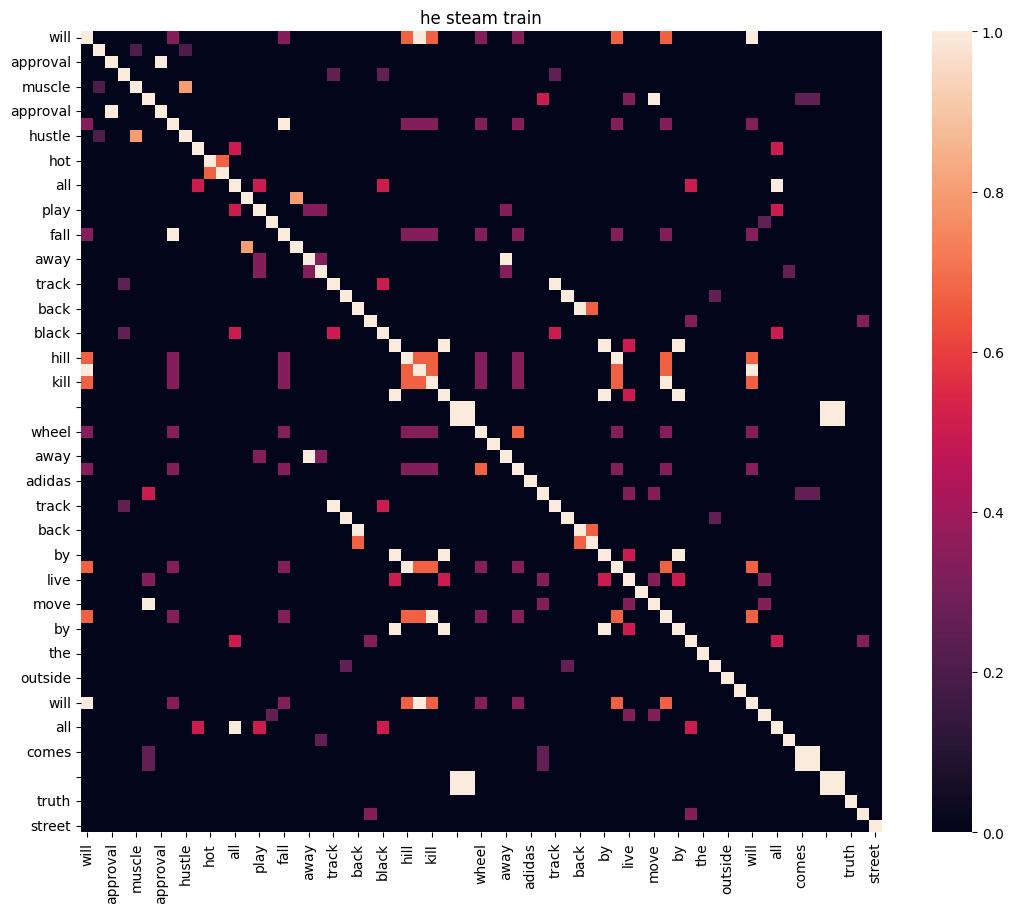 he steam train
will
approval
muscle
approval
hustle
hot
all
play
fall
away
track
back
black
hill
kill
wheel
away
adidas
track
back
by
live
move
by
the
outside
will
all
comes
truth
street
1.0
0.8
0.6
0.4
0.2
0.0
will
approval
muscle
approval
hustle
hot
all
play
fall
away
track
back
black
hill
kill
wheel
away
adidas
track
back
by
live
move
by
the
outside
will
all
comes
truth
street